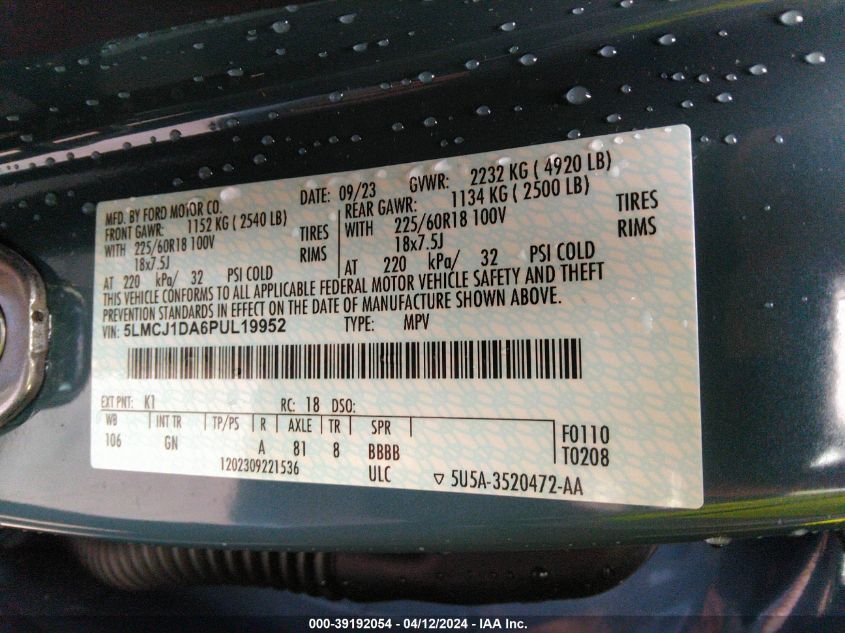 MFD. BY FORD MOTOR CO.
DATE: 09/23 GVWR: 2232 KG ( 4920 LB)
FRONT GAWR: 1152 KG ( 2540 LB)
WITH 225/60R18 100V TIRES
18x7.5J RIMS
AT 220 kPa/ 32 PSI COLD
REAR GAWR: 1134 KG ( 2500 LB)
WITH 225/60R18 100V TIRES
18x7.5J RIMS
AT 220 kPa/ 32 PSI COLD
THIS VEHICLE CONFORMS TO ALL APPLICABLE FEDERAL MOTOR VEHICLE SAFETY AND THEFT
PREVENTION STANDARDS IN EFFECT ON THE DATE OF MANUFACTURE SHOWN ABOVE.
VIN: 5LMCJ1DA6PUL19952 TYPE: MPV
EXT PNT: K1 RC: 18 DSO:
WB INT TR TP/PS R AXLE TR SPR
106 GN A 81 8 BBBB
1202309221536 ULC
F0110
T0208
▽ 5U5A-3520472-AA
000-39192054 - 04/12/2024 - IAA Inc.